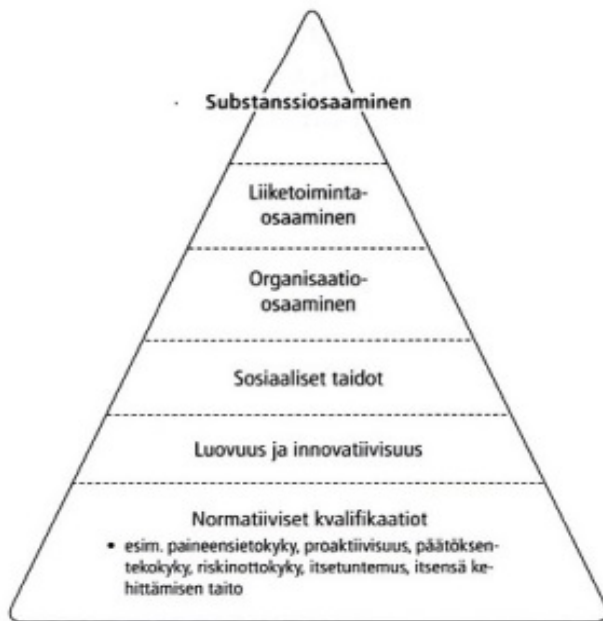 Substanssiosaaminen
Liiketoiminta-
osaaminen
Organisaatio-
osaaminen
Sosiaaliset taidot
Luovuus ja innovatiivisuus
Normatiiviset kvalifikaatiot
• esim. paineensietokyky, proaktiivisuus, päätöksen-
tekokyky, riskinottokyky, itsetuntemus, itsensä ke-
hittämisen taito